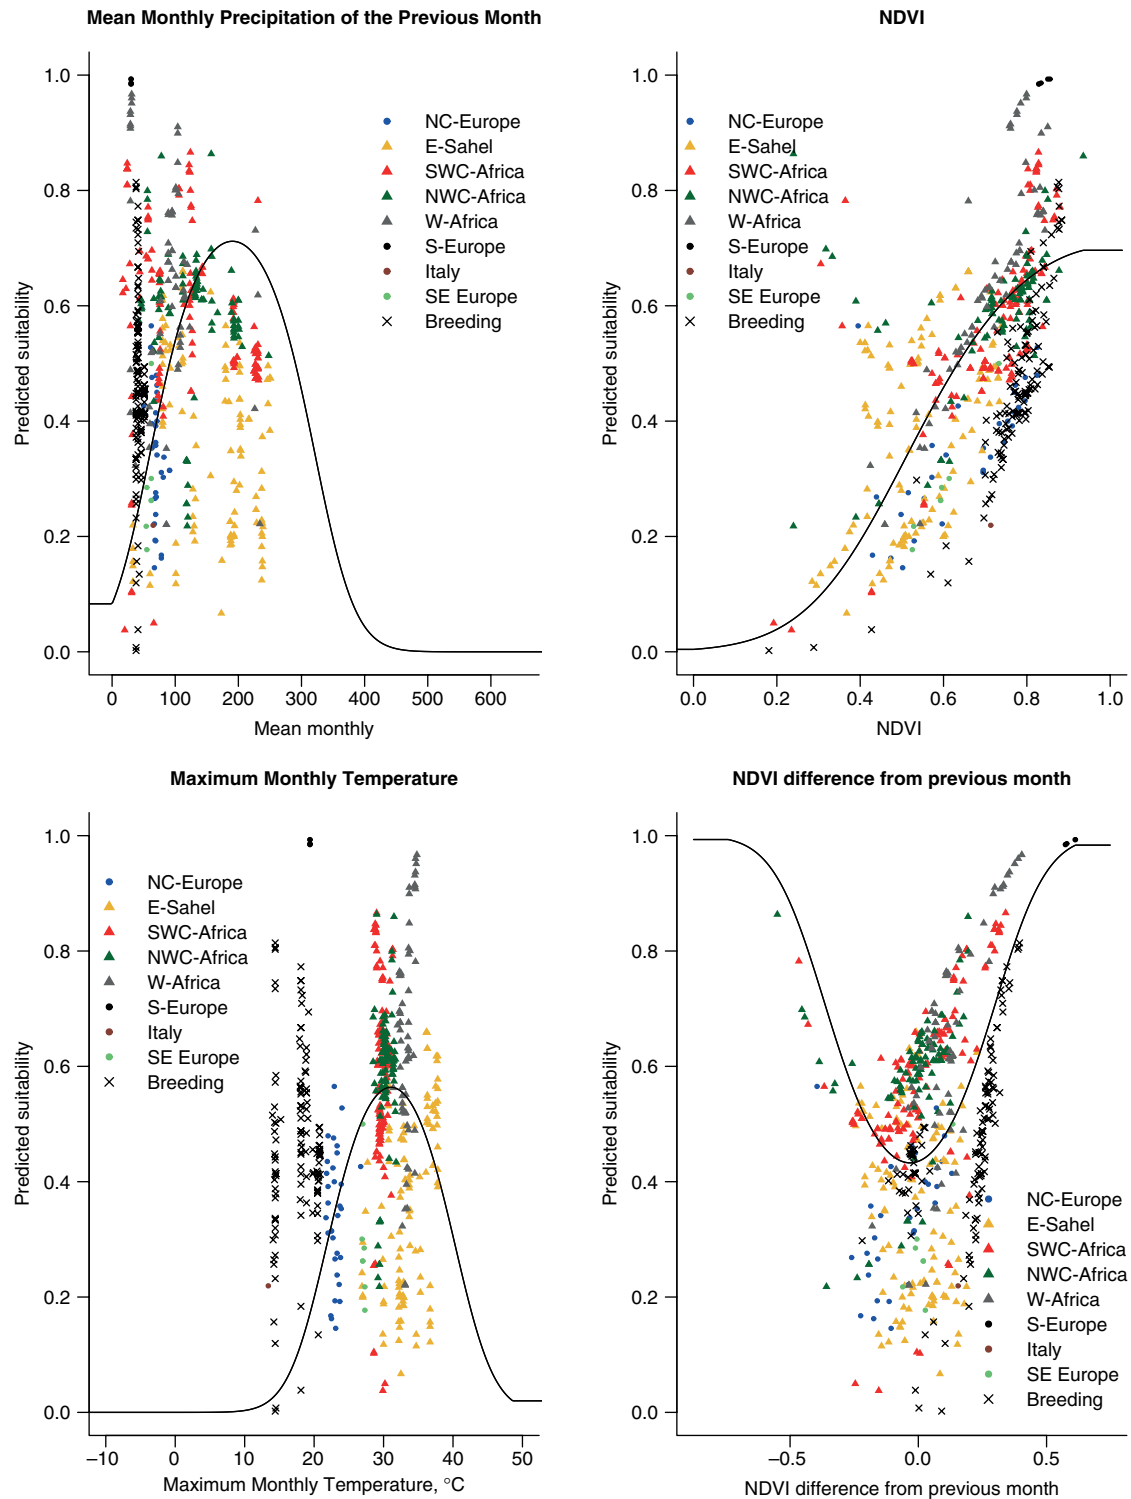 Mean Monthly Precipitation of the Previous Month
1.0
0.8
0.6
0.4
0.2
0.0
Predicted suitability
NC-Europe
E-Sahel
SWC-Africa
NWC-Africa
W-Africa
S-Europe
Italy
SE Europe
Breeding
0 100 200 300 400 500 600
Mean monthly
NDVI
1.0
0.8
0.6
0.4
0.2
0.0
Predicted suitability
NC-Europe
E-Sahel
SWC-Africa
NWC-Africa
W-Africa
S-Europe
Italy
SE Europe
Breeding
0.0 0.2 0.4 0.6 0.8 1.0
NDVI
Maximum Monthly Temperature
1.0
0.8
0.6
0.4
0.2
0.0
Predicted suitability
NC-Europe
E-Sahel
SWC-Africa
NWC-Africa
W-Africa
S-Europe
Italy
SE Europe
Breeding
−10 0 10 20 30 40 50
Maximum Monthly Temperature, °C
NDVI difference from previous month
1.0
0.8
0.6
0.4
0.2
0.0
Predicted suitability
NC-Europe
E-Sahel
SWC-Africa
NWC-Africa
W-Africa
S-Europe
Italy
SE Europe
Breeding
−0.5 0.0 0.5
NDVI difference from previous month